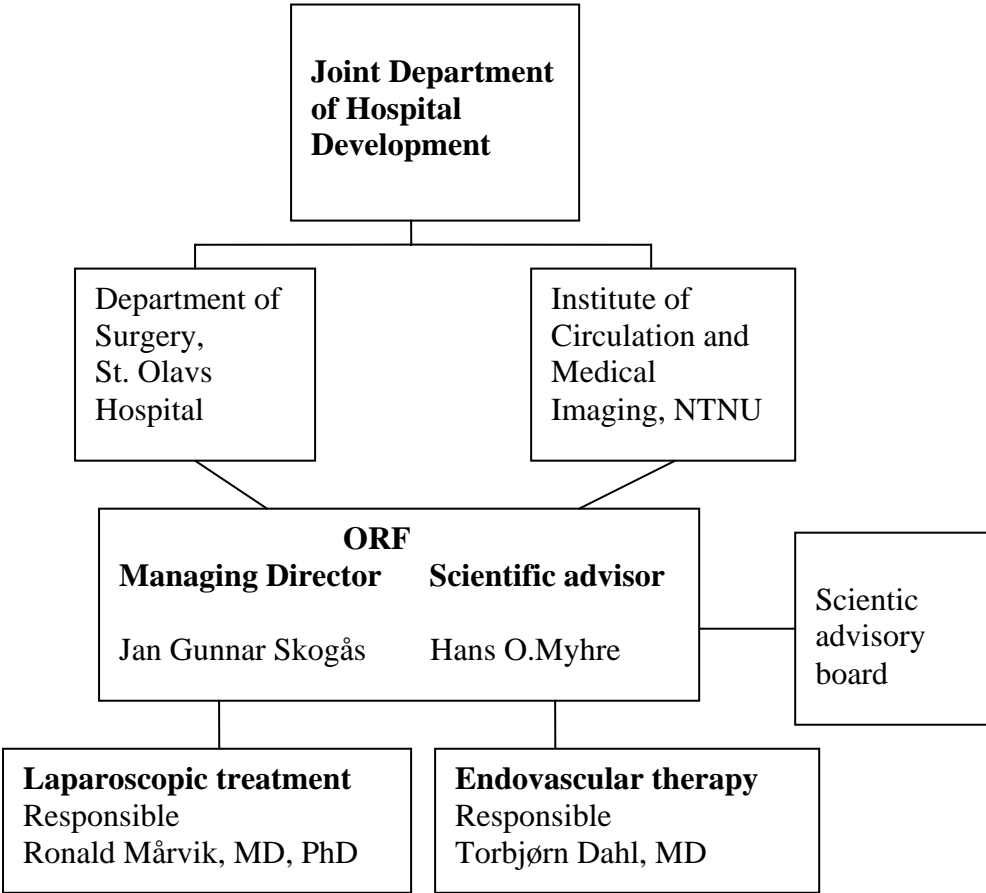 Joint Department
of Hospital
Development
Department of
Surgery,
St. Olavs
Hospital
Institute of
Circulation and
Medical
Imaging, NTNU
ORF
Managing Director Scientific advisor
Jan Gunnar Skogås Hans O.Myhre
Scientic
advisory
board
Laparoscopic treatment
Responsible
Ronald Mårvik, MD, PhD
Endovascular therapy
Responsible
Torbjørn Dahl, MD